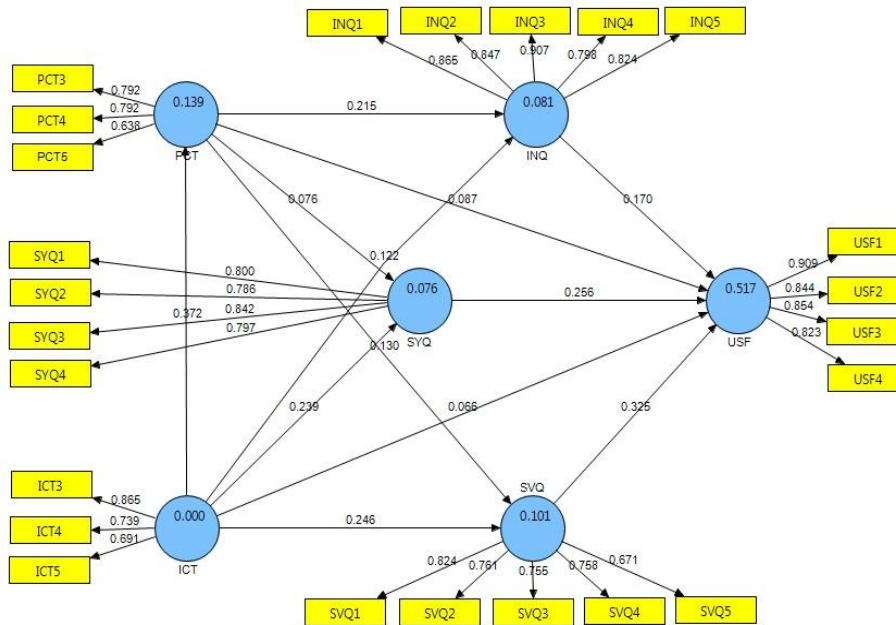 INQ1
INQ2
INQ3
INQ4
INQ5
0.865
0.847
0.907
0.798
0.824
PCT3
PCT4
PCT5
0.792
0.792
0.638
0.139
PCT
0.215
0.081
INQ
0.076
0.087
0.170
0.122
SYQ1
SYQ2
SYQ3
SYQ4
0.800
0.786
0.842
0.797
0.372
0.076
SYQ
0.256
0.130
0.517
USF
0.909
0.844
0.854
0.823
USF1
USF2
USF3
USF4
0.239
0.066
0.325
ICT3
ICT4
ICT5
0.865
0.739
0.691
0.000
ICT
0.246
SVQ
0.101
0.824
0.761
0.755
0.758
0.671
SVQ1
SVQ2
SVQ3
SVQ4
SVQ5